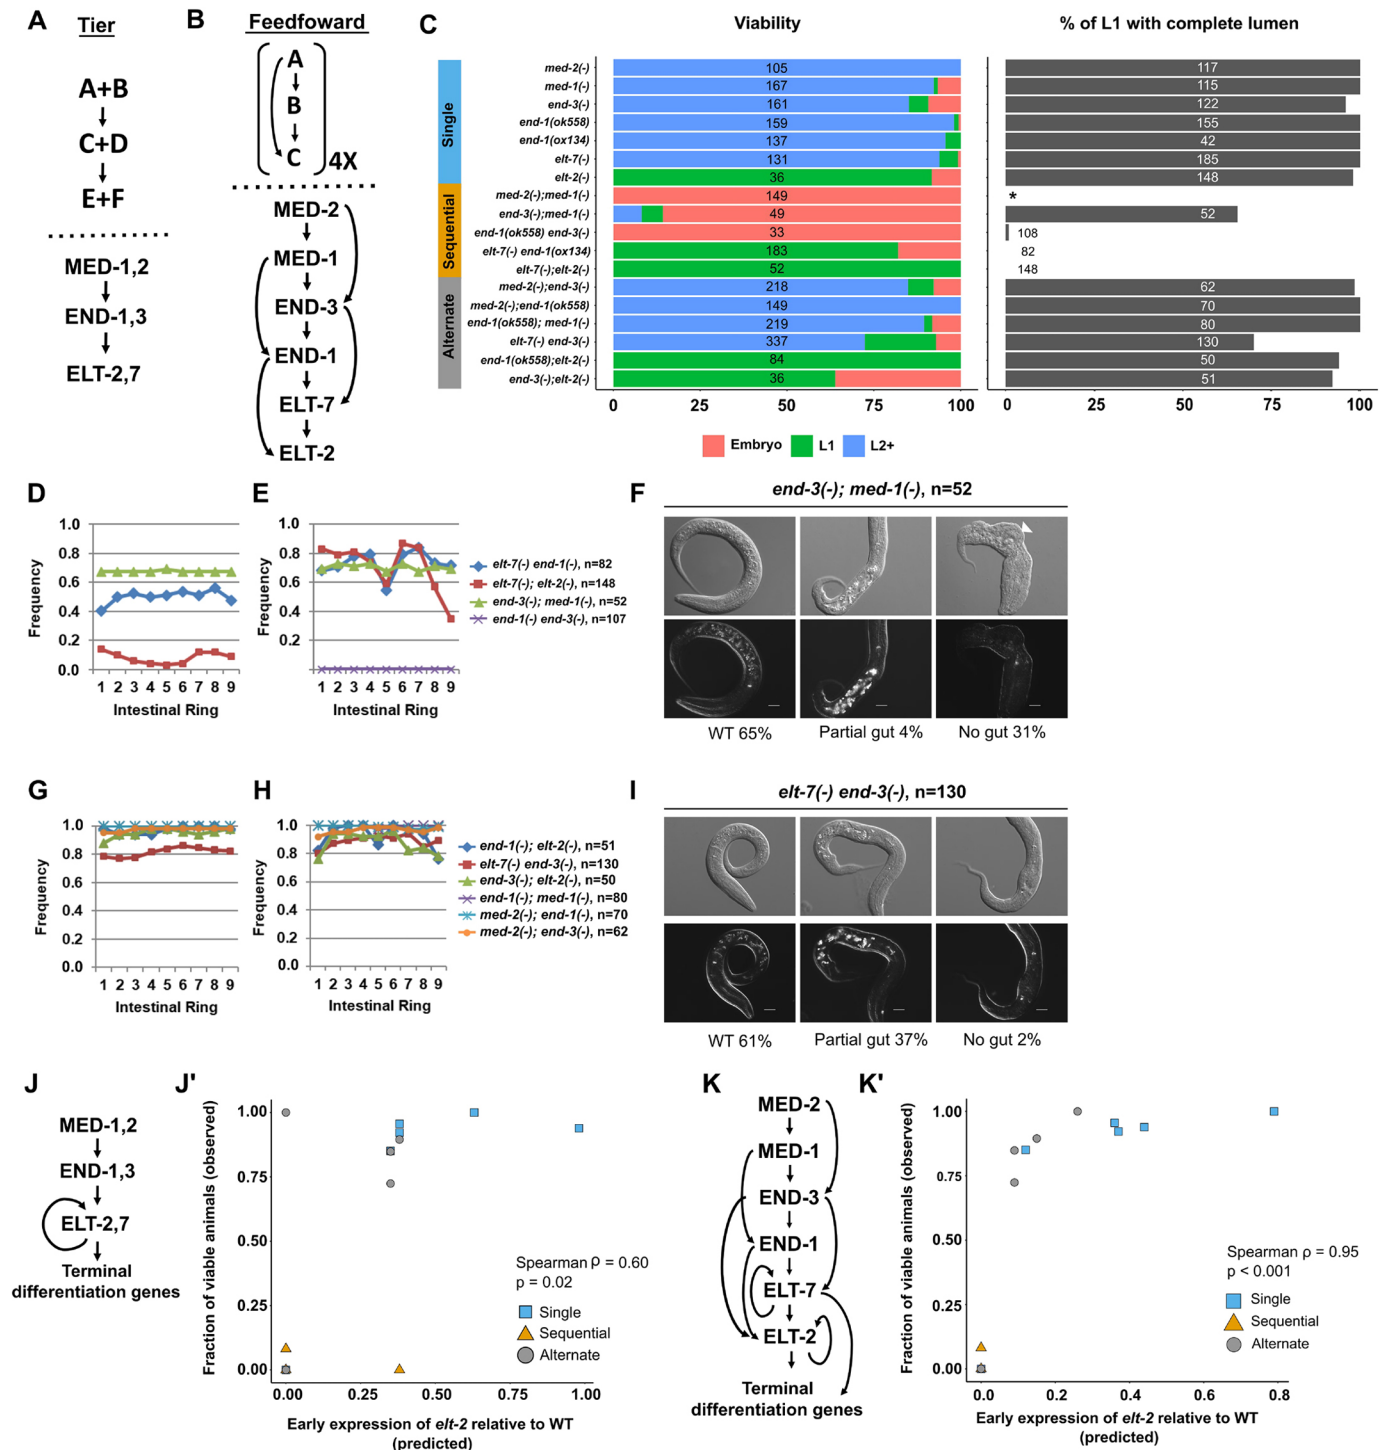 A
Tier
A+B
C+D
E+F
MED-1,2
END-1,3
ELT-2,7
B
Feedfoward
A
B
C
4X
MED-2
MED-1
END-3
END-1
ELT-7
ELT-2
C
Viability
% of L1 with complete lumen
Single
Sequential
Alternate
med-2(-) 105 117
med-1(-) 167 115
end-3(-) 161 122
end-1(ok558) 159 155
end-1(ox134) 137 42
elt-7(-) 131 185
elt-2(-) 36 148
med-2(-);med-1(-) 149 *
end-3(-);med-1(-) 49 52
end-1(ok558) end-3(-) 33 108
elt-7(-) end-1(ox134) 183 82
elt-7(-);elt-2(-) 52 148
med-2(-);end-3(-) 218 62
med-2(-);end-1(ok558) 149 70
end-1(ok558); med-1(-) 219 80
elt-7(-) end-3(-) 337 130
end-1(ok558);elt-2(-) 84 50
end-3(-);elt-2(-) 36 51
0 25 50 75 100
0 25 50 75 100
Embryo L1 L2+
D
Frequency
1.0
0.8
0.6
0.4
0.2
0.0
1 2 3 4 5 6 7 8 9
Intestinal Ring
E
Frequency
1.0
0.8
0.6
0.4
0.2
1 2 3 4 5 6 7 8 9
Intestinal Ring
elt-7(-) end-1(-), n=82
elt-7(-); elt-2(-), n=148
end-3(-); med-1(-), n=52
end-1(-) end-3(-), n=107
F
end-3(-); med-1(-), n=52
WT 65%
Partial gut 4%
No gut 31%
G
Frequency
1.0
0.8
0.6
0.4
0.2
0.0
1 2 3 4 5 6 7 8 9
Intestinal Ring
H
Frequency
1.0
0.8
0.6
0.4
0.2
0.0
1 2 3 4 5 6 7 8 9
Intestinal Ring
end-1(-); elt-2(-), n=51
elt-7(-) end-3(-), n=130
end-3(-); elt-2(-), n=50
end-1(-); med-1(-), n=80
med-2(-); end-1(-), n=70
med-2(-); end-3(-), n=62
I
elt-7(-) end-3(-), n=130
WT 61%
Partial gut 37%
No gut 2%
J
MED-1,2
END-1,3
ELT-2,7
Terminal
differentiation genes
J'
Fraction of viable animals (observed)
1.00
0.75
0.50
0.25
0.00
0.00 0.25 0.50 0.75 1.00
Early expression of elt-2 relative to WT
(predicted)
Spearman ρ = 0.60
p = 0.02
Single
Sequential
Alternate
K
MED-2
MED-1
END-3
END-1
ELT-7
ELT-2
Terminal
differentiation genes
K'
Fraction of viable animals (observed)
1.00
0.75
0.50
0.25
0.00
0.0 0.2 0.4 0.6 0.8
Early expression of elt-2 relative to WT
(predicted)
Spearman ρ = 0.95
p < 0.001
Single
Sequential
Alternate